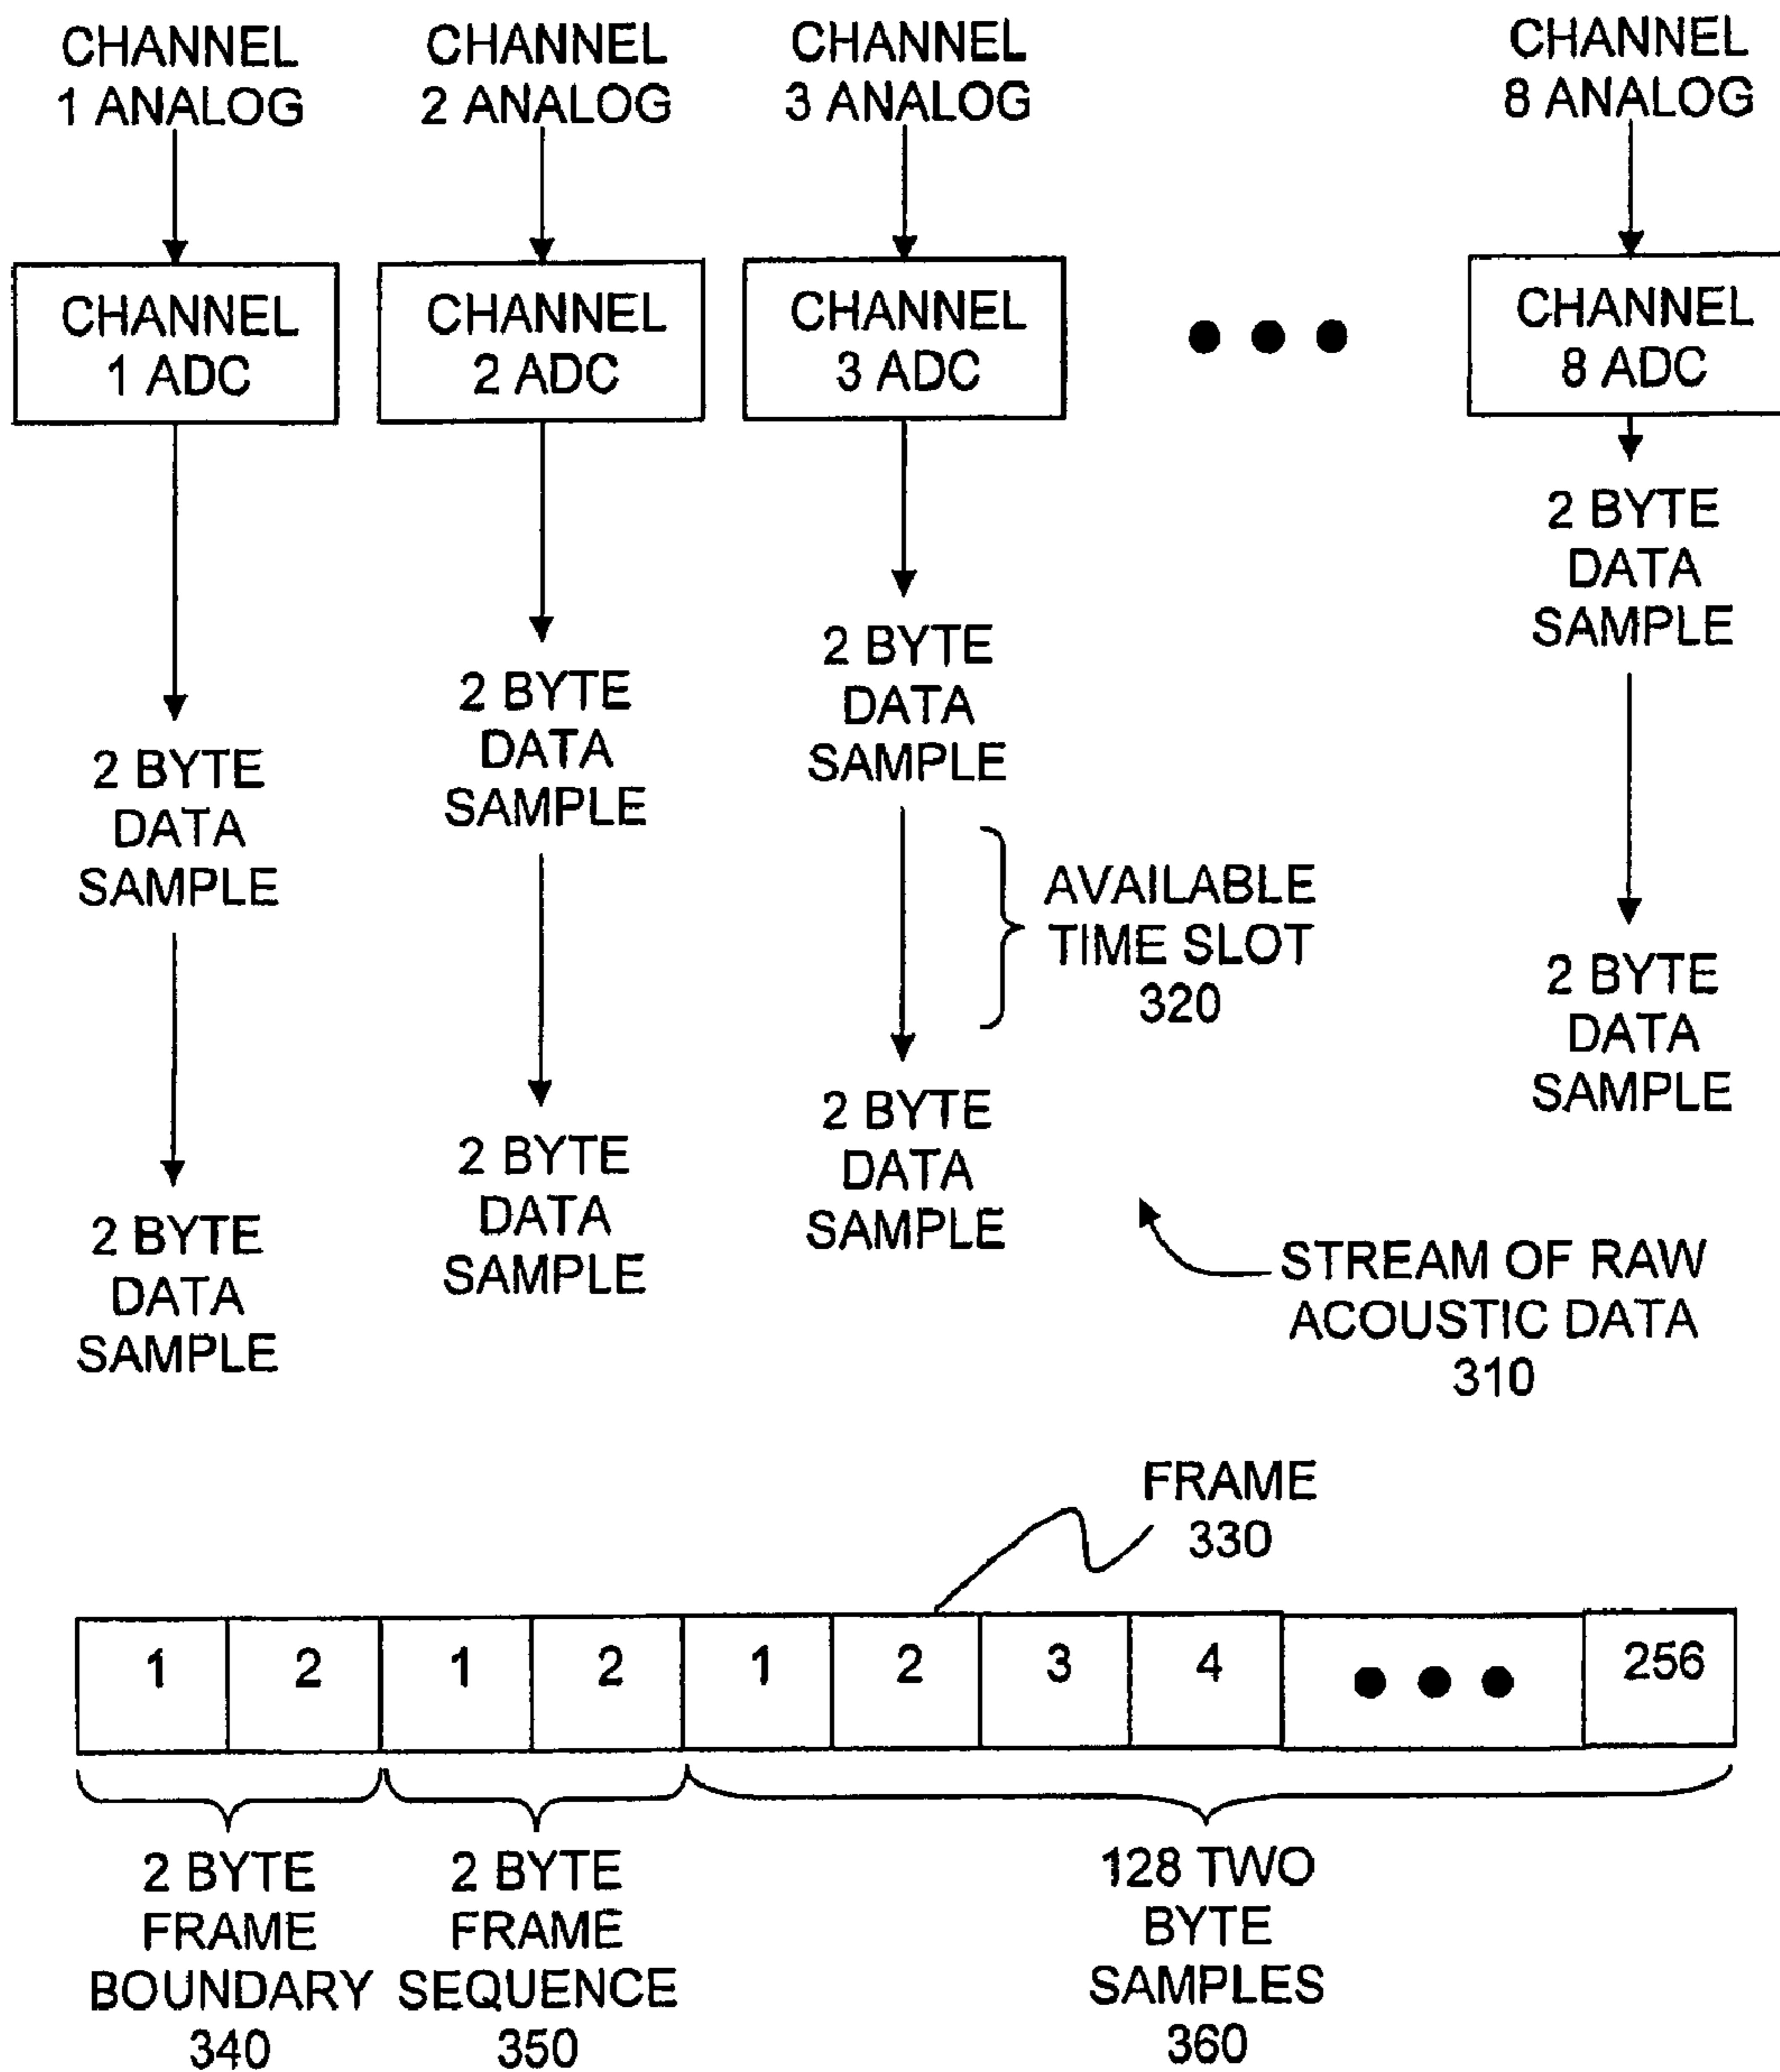 CHANNEL
1 ANALOG
CHANNEL
2 ANALOG
CHANNEL
3 ANALOG
CHANNEL
8 ANALOG
CHANNEL
1 ADC
CHANNEL
2 ADC
CHANNEL
3 ADC
CHANNEL
8 ADC
2 BYTE
DATA
SAMPLE
2 BYTE
DATA
SAMPLE
2 BYTE
DATA
SAMPLE
2 BYTE
DATA
SAMPLE
AVAILABLE
TIME SLOT
320
2 BYTE
DATA
SAMPLE
2 BYTE
DATA
SAMPLE
2 BYTE
DATA
SAMPLE
2 BYTE
DATA
SAMPLE
STREAM OF RAW
ACOUSTIC DATA
310
FRAME
330
1 2 1 2 1 2 3 4 256
2 BYTE
FRAME
BOUNDARY
340
2 BYTE
FRAME
SEQUENCE
350
128 TWO
BYTE
SAMPLES
360